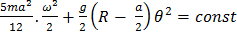 5ma²/12 . ω²/2 + g/2 (R − a/2) θ² = const